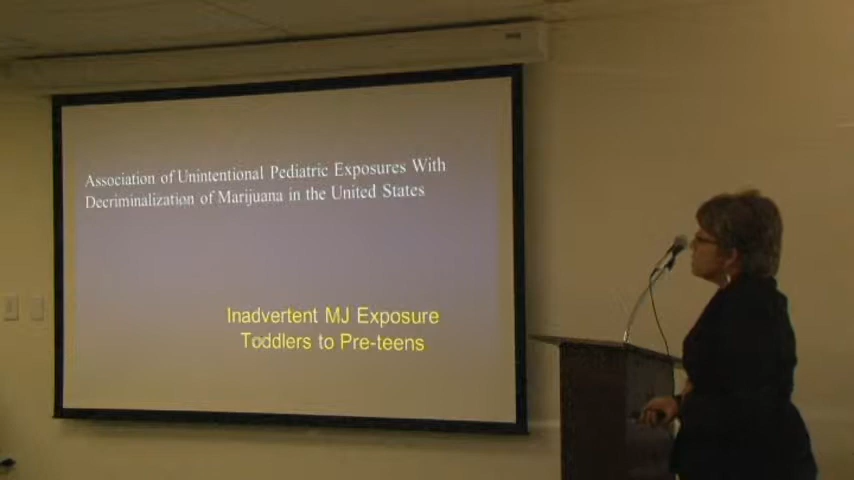 Association of Unintentional Pediatric Exposures With
Decriminalization of Marijuana in the United States
Inadvertent MJ Exposure
Toddlers to Pre-teens